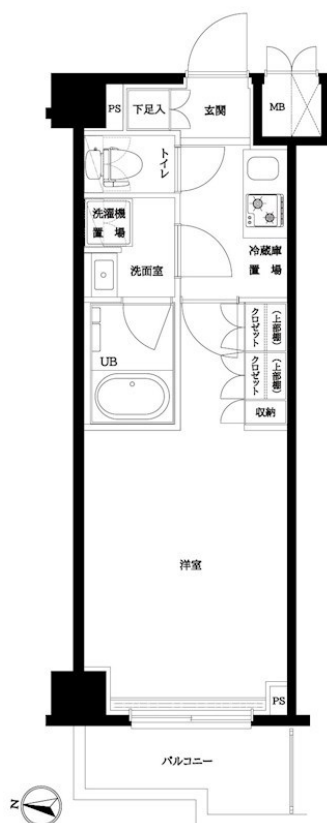 PS
下足入
玄関
MB
トイレ
洗濯機
置場
洗面室
冷蔵庫
置場
UB
クロゼット
(上部棚)
クロゼット
(上部棚)
収納
洋室
PS
バルコニー
N